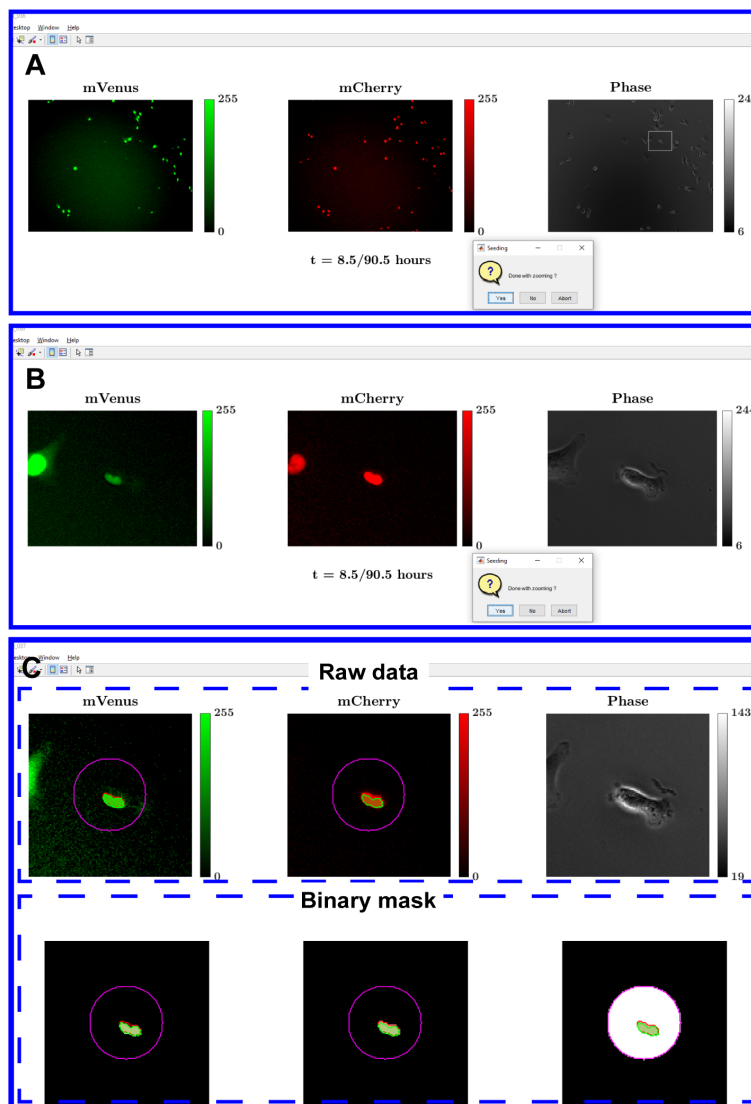 esktop Window Help
A
mVenus mCherry Phase
255 255 24
0 0 6
t = 8.5/90.5 hours
Seeding
Done with zooming ?
Yes No Abort
esktop Window Help
B
mVenus mCherry Phase
255 255 244
0 0 6
t = 8.5/90.5 hours
Seeding
Done with zooming ?
Yes No Abort
esktop Window Help
C
Raw data
mVenus mCherry Phase
255 255 143
0 0 19
Binary mask